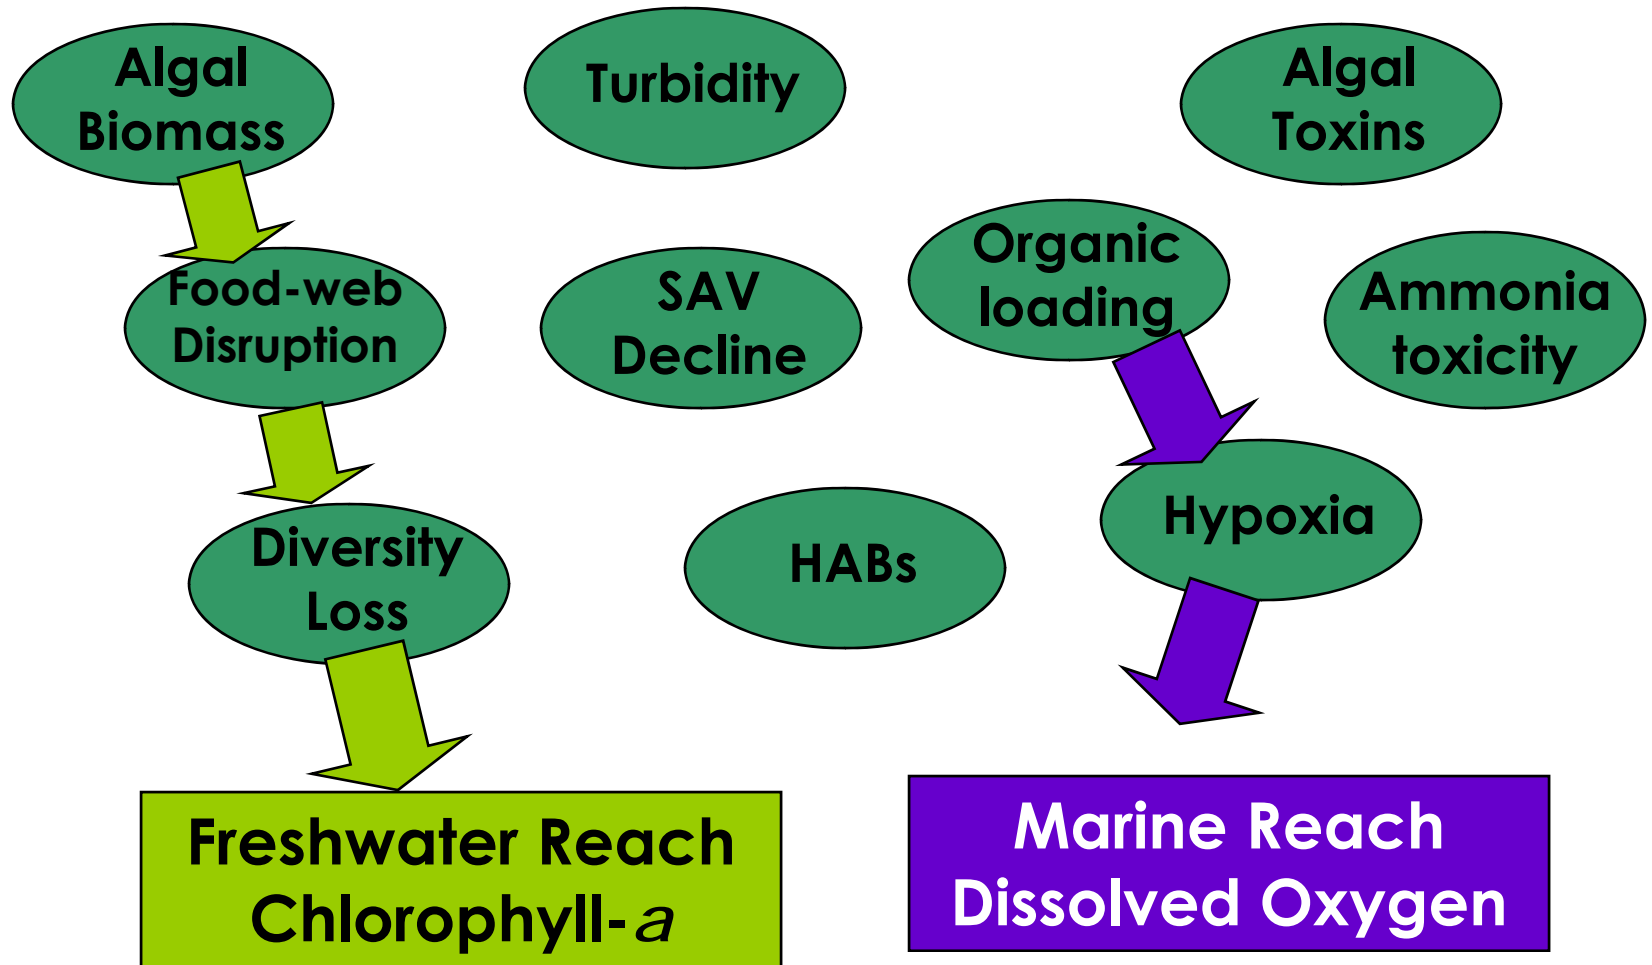 Algal
Biomass
Turbidity
Algal
Toxins
Food-web
Disruption
SAV
Decline
Organic
loading
Ammonia
toxicity
Diversity
Loss
HABs
Hypoxia
Freshwater Reach
Chlorophyll-a
Marine Reach
Dissolved Oxygen